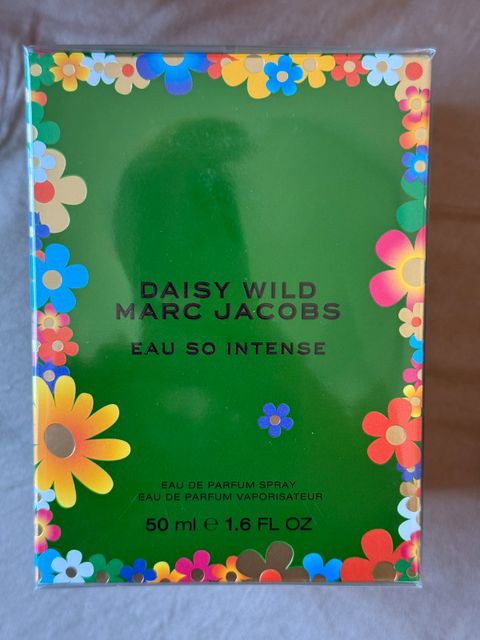 DAISY WILD
MARC JACOBS
EAU SO INTENSE
EAU DE PARFUM SPRAY
EAU DE PARFUM VAPORISATEUR
50 ml ℮ 1.6 FL OZ